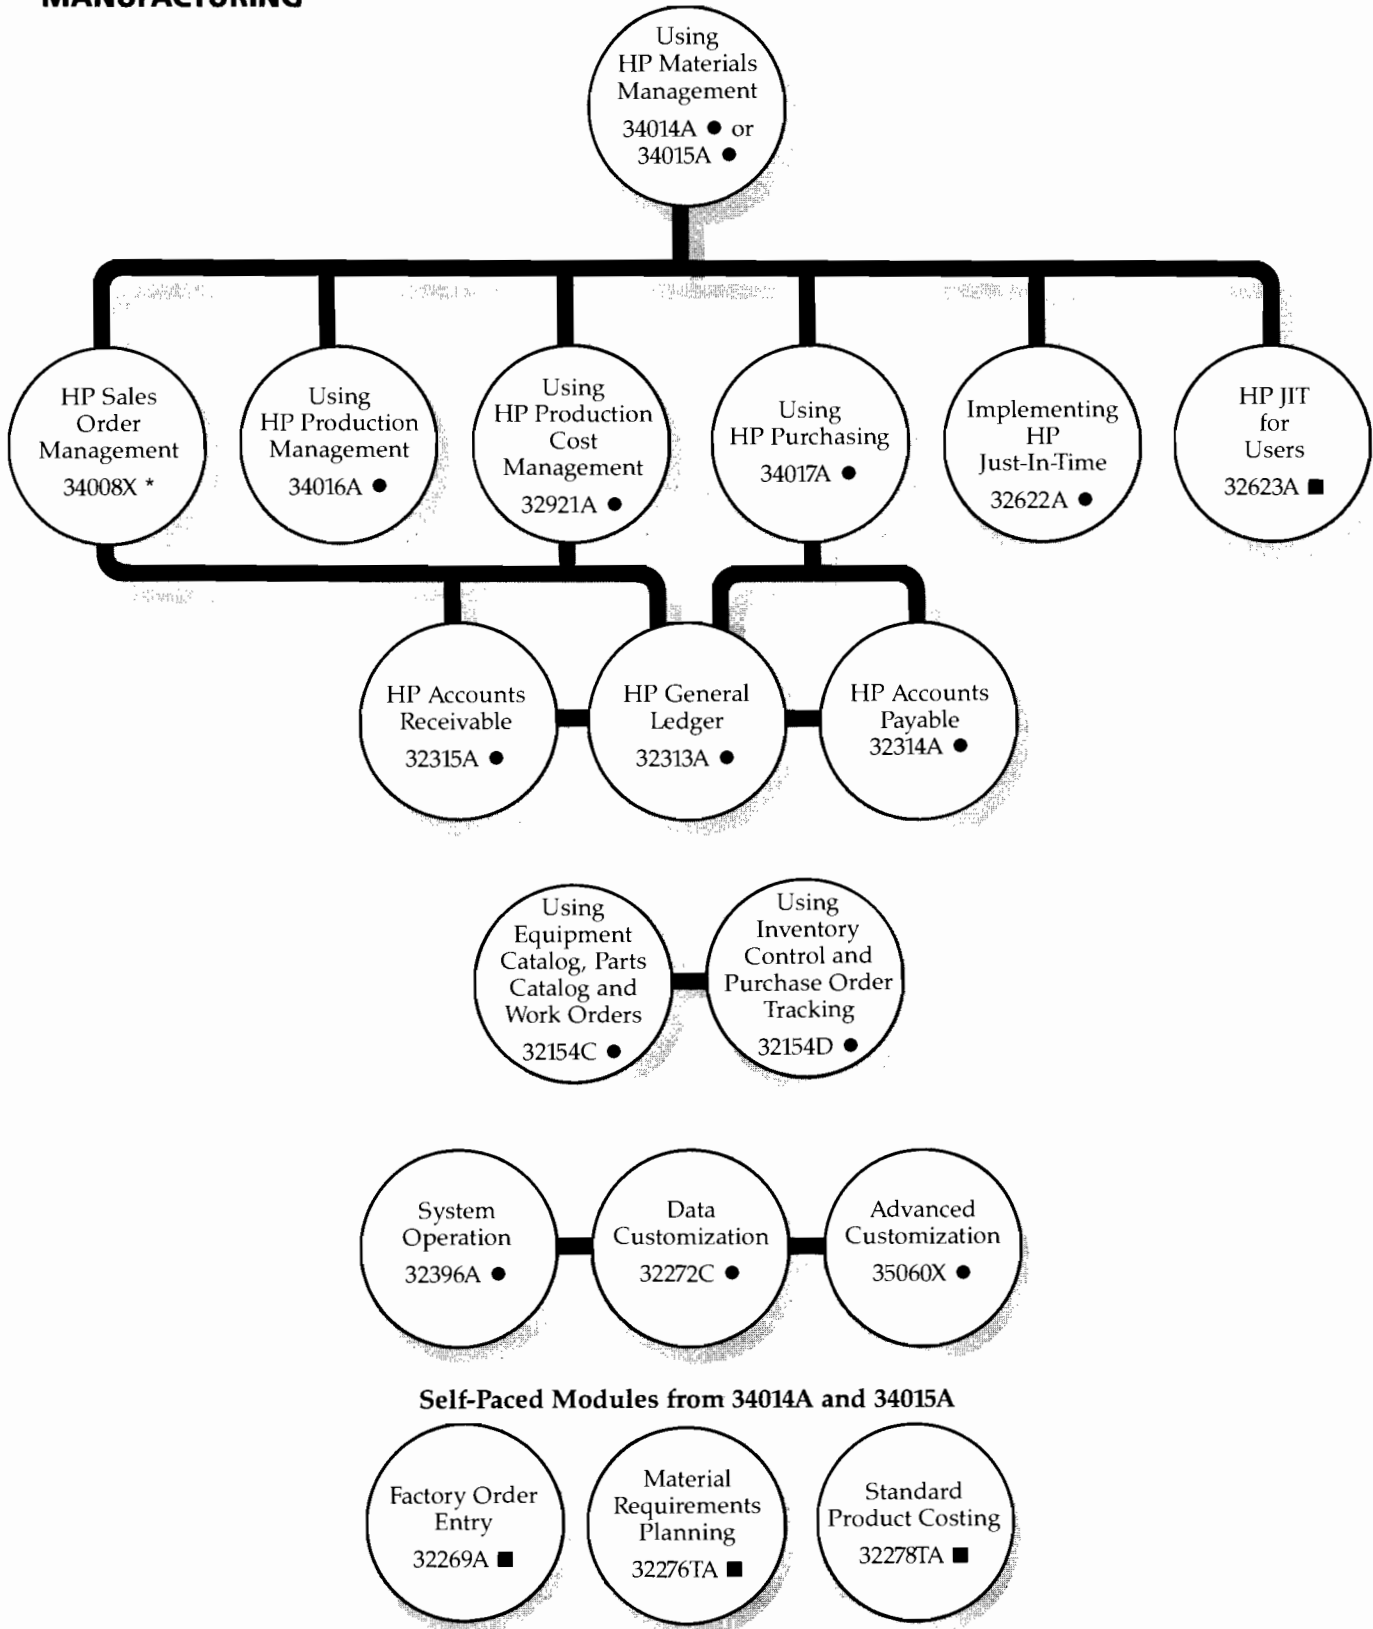 MANUFACTURING
Using
HP Materials
Management
34014A ● or
34015A ●
HP Sales
Order
Management
34008X *
Using
HP Production
Management
34016A ●
Using
HP Production
Cost
Management
32921A ●
Using
HP Purchasing
34017A ●
Implementing
HP
Just-In-Time
32622A ●
HP JIT
for
Users
32623A ■
HP Accounts
Receivable
32315A ●
HP General
Ledger
32313A ●
HP Accounts
Payable
32314A ●
Using
Equipment
Catalog, Parts
Catalog and
Work Orders
32154C ●
Using
Inventory
Control and
Purchase Order
Tracking
32154D ●
System
Operation
32396A ●
Data
Customization
32272C ●
Advanced
Customization
35060X ●
Self-Paced Modules from 34014A and 34015A
Factory Order
Entry
32269A ■
Material
Requirements
Planning
32276TA ■
Standard
Product Costing
32278TA ■